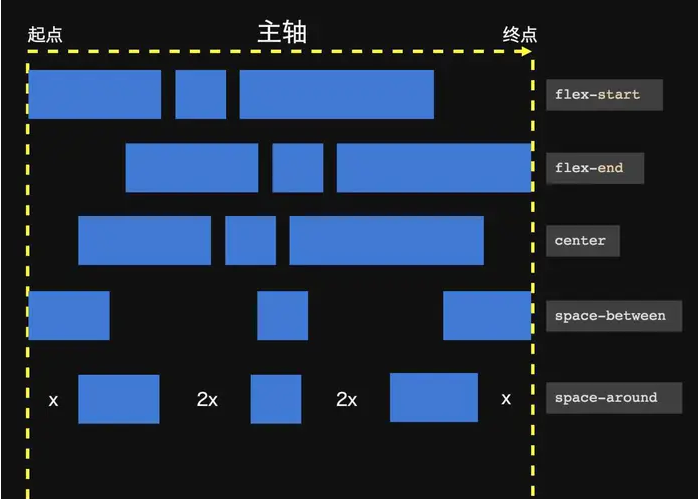 起点 主轴 终点
flex-start
flex-end
center
space-between
x 2x 2x x space-around